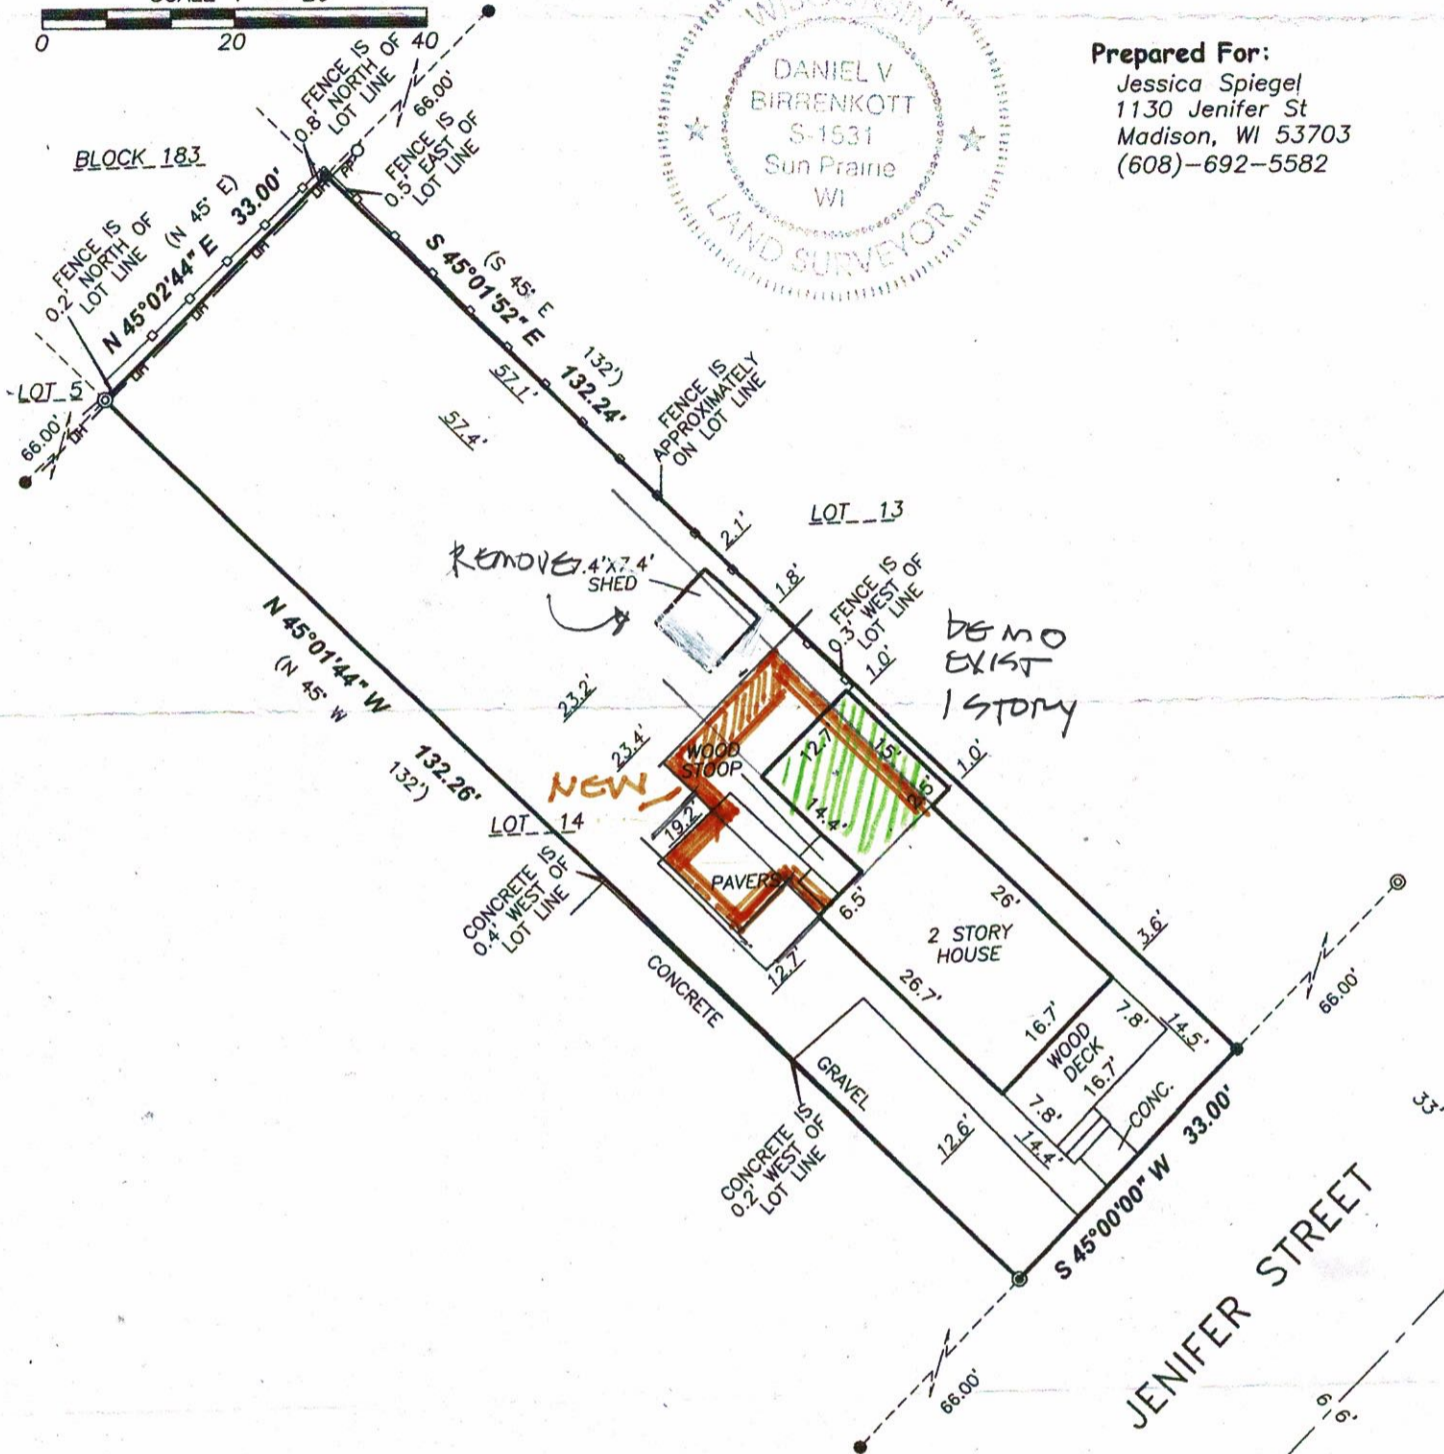 0 20 40
WISCONSIN
DANIEL V
BIRRENKOTT
S-1531
Sun Prairie
WI
LAND SURVEYOR
Prepared For:
Jessica Spiegel
1130 Jenifer St
Madison, WI 53703
(608)-692-5582
FENCE IS
0.8' NORTH OF
LOT LINE
66.00'
FENCE IS
0.5' EAST OF
LOT LINE
BLOCK 183
FENCE IS
0.2' NORTH OF
LOT LINE
(N 45° E)
N 45°02'44" E 33.00'
LOT 5
66.00'
(S 45° E
132')
S 45°01'52" E
132.24'
57.1'
57.4'
FENCE IS
APPROXIMATELY
ON LOT LINE
LOT 13
2.1'
1.8'
REMOVE
7.4'X7.4'
SHED
FENCE IS
0.3' WEST OF
LOT LINE
1.0'
DEMO
EXIST
1 STORY
1.0'
N 45°01'44" W
132.26'
(N 45° W
132')
23.2'
23.4'
WOOD
STOOP
12.7'
15'
14.4'
NEW
19.2'
LOT 14
PAVERS
6.5'
12.7'
CONCRETE IS
0.4' WEST OF
LOT LINE
CONCRETE
2 STORY
HOUSE
26'
26.7'
16.7'
3.6'
66.00'
7.8'
14.5'
WOOD
DECK
16.7'
7.8'
CONC.
14.4'
GRAVEL
12.6'
CONCRETE IS
0.2' WEST OF
LOT LINE
S 45°00'00" W 33.00'
33'
JENIFER STREET
66.00'
66'